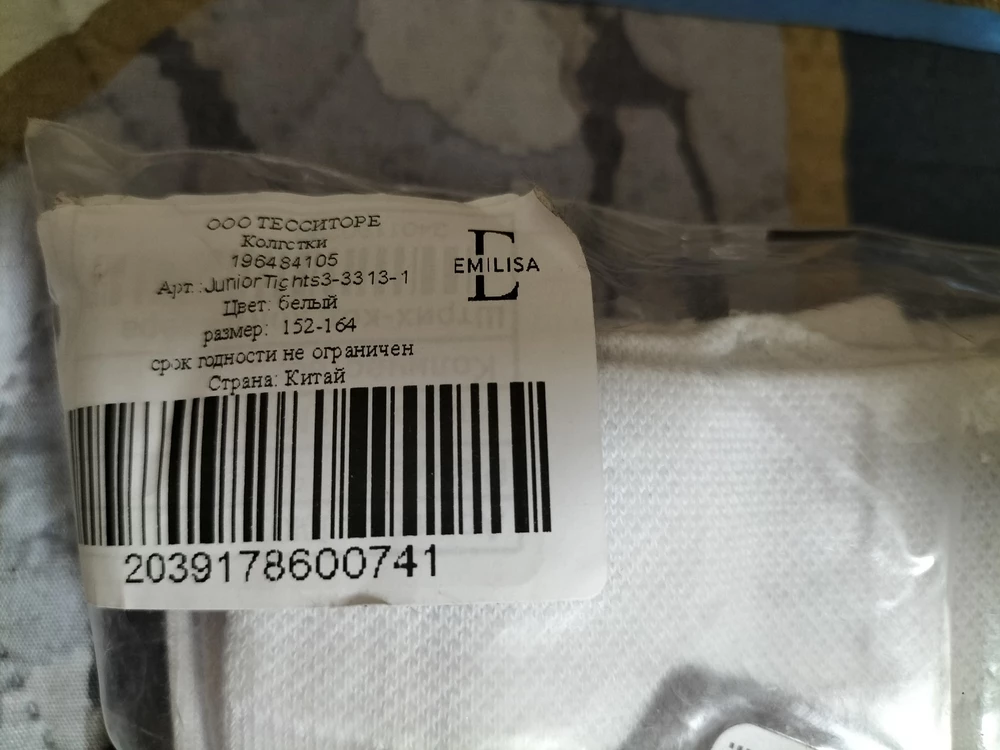 ООО ТЕССИТОРЕ
Колготки
196484105
Арт.:JuniorTights3-3313-1
Цвет: белый
размер: 152-164
срок годности не ограничен
Страна: Китай
E
EMILISA
2039178600741